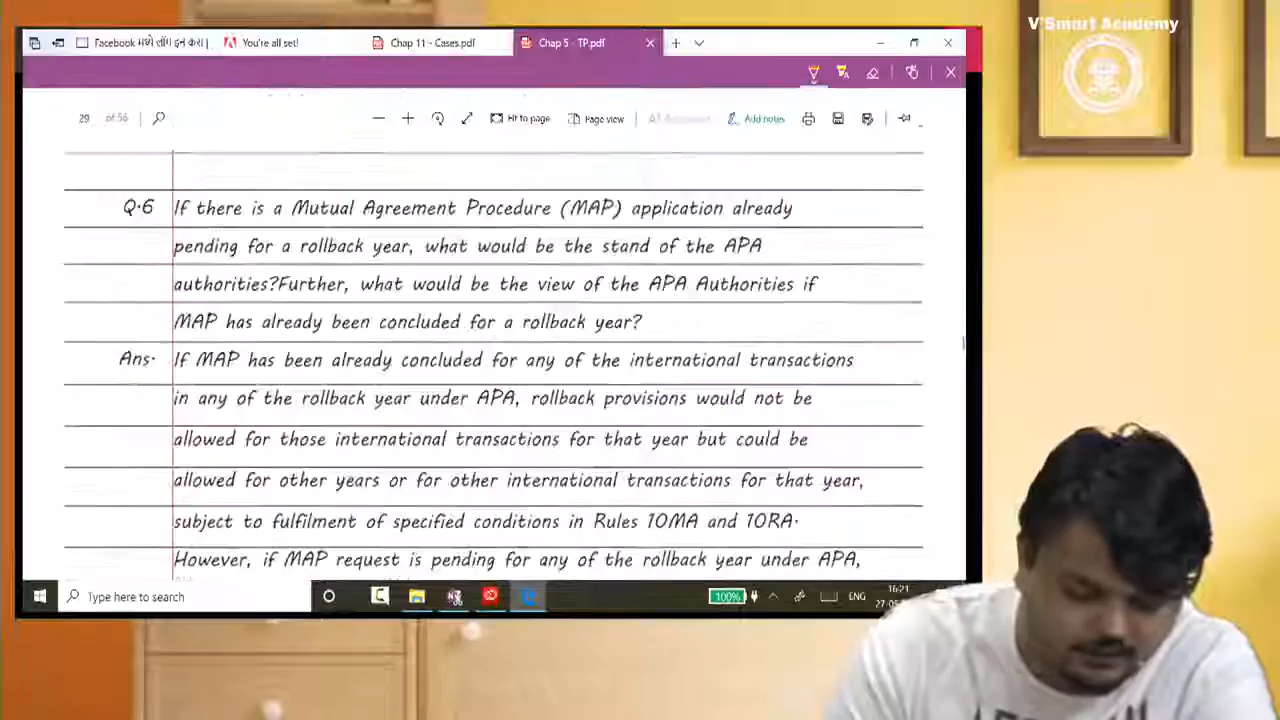 V'Smart Academy
Facebook मध्ये लॉग इन करा |
You're all set!
Chap 11 - Cases.pdf
Chap 5 - TP.pdf
29 of 56
Fit to page
Page view
Add notes
Q.6 If there is a Mutual Agreement Procedure (MAP) application already
pending for a rollback year, what would be the stand of the APA
authorities?Further, what would be the view of the APA Authorities if
MAP has already been concluded for a rollback year?
Ans. If MAP has been already concluded for any of the international transactions
in any of the rollback year under APA, rollback provisions would not be
allowed for those international transactions for that year but could be
allowed for other years or for other international transactions for that year,
subject to fulfilment of specified conditions in Rules 10MA and 10RA.
However, if MAP request is pending for any of the rollback year under APA,
Type here to search
100%
ENG
16:21